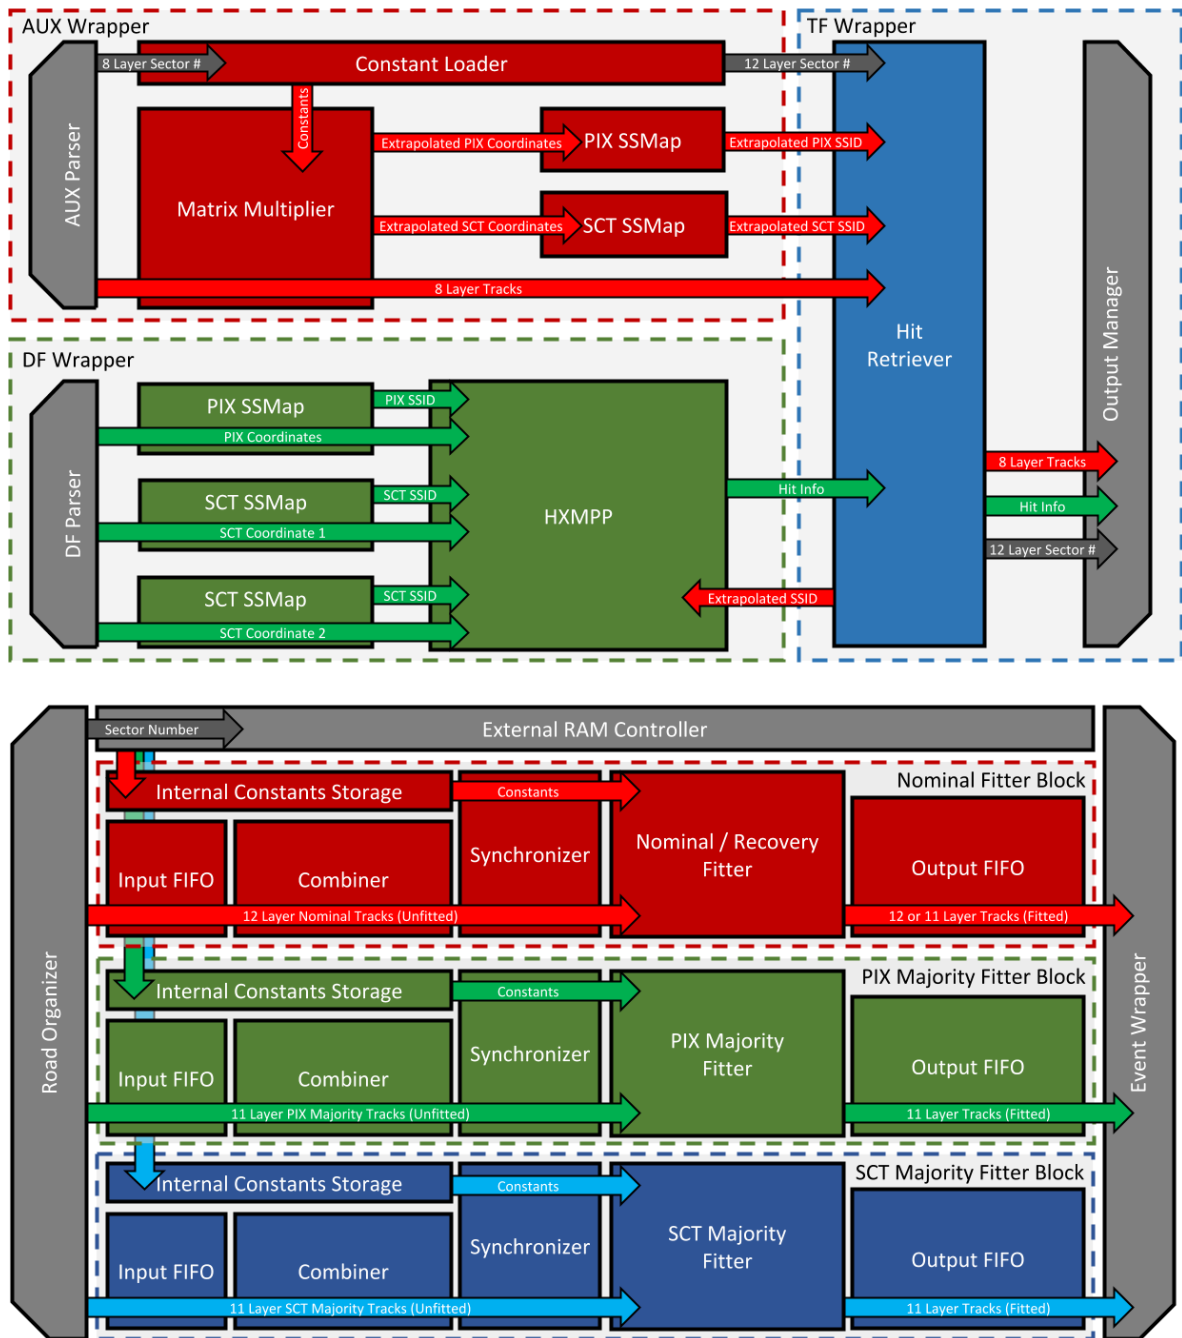 AUX Wrapper
TF Wrapper
AUX Parser
8 Layer Sector #
Constant Loader
12 Layer Sector #
Constants
Matrix Multiplier
Extrapolated PIX Coordinates
PIX SSMap
Extrapolated PIX SSID
Extrapolated SCT Coordinates
SCT SSMap
Extrapolated SCT SSID
8 Layer Tracks
Hit
Retriever
Output Manager
DF Wrapper
DF Parser
PIX SSMap
PIX SSID
PIX Coordinates
SCT SSMap
SCT SSID
SCT Coordinate 1
SCT SSMap
SCT SSID
SCT Coordinate 2
HXMPP
Hit Info
Extrapolated SSID
8 Layer Tracks
Hit Info
12 Layer Sector #
Road Organizer
Sector Number
External RAM Controller
Event Wrapper
Nominal Fitter Block
Internal Constants Storage
Constants
Input FIFO
Combiner
Synchronizer
Nominal / Recovery
Fitter
Output FIFO
12 Layer Nominal Tracks (Unfitted)
12 or 11 Layer Tracks (Fitted)
PIX Majority Fitter Block
Internal Constants Storage
Constants
Input FIFO
Combiner
Synchronizer
PIX Majority
Fitter
Output FIFO
11 Layer PIX Majority Tracks (Unfitted)
11 Layer Tracks (Fitted)
SCT Majority Fitter Block
Internal Constants Storage
Constants
Input FIFO
Combiner
Synchronizer
SCT Majority
Fitter
Output FIFO
11 Layer SCT Majority Tracks (Unfitted)
11 Layer Tracks (Fitted)